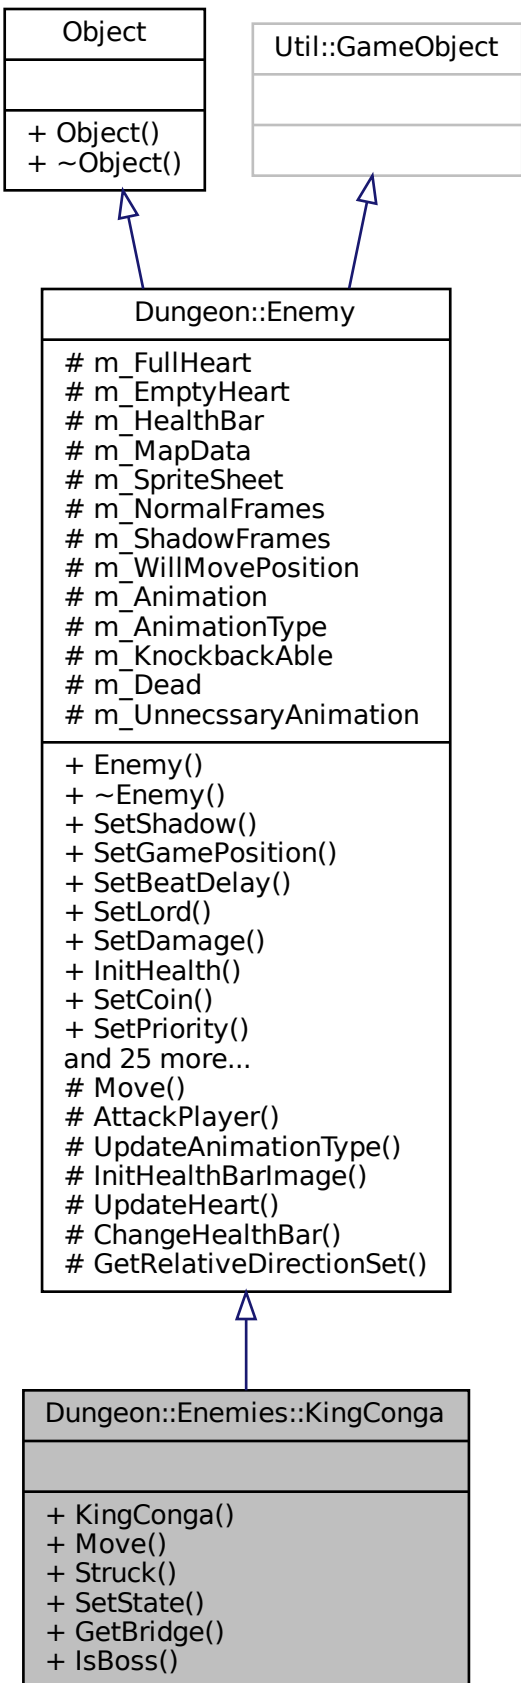 Object
+ Object()
+ ~Object()
Util::GameObject
Dungeon::Enemy
# m_FullHeart
# m_EmptyHeart
# m_HealthBar
# m_MapData
# m_SpriteSheet
# m_NormalFrames
# m_ShadowFrames
# m_WillMovePosition
# m_Animation
# m_AnimationType
# m_KnockbackAble
# m_Dead
# m_UnnecssaryAnimation
+ Enemy()
+ ~Enemy()
+ SetShadow()
+ SetGamePosition()
+ SetBeatDelay()
+ SetLord()
+ SetDamage()
+ InitHealth()
+ SetCoin()
+ SetPriority()
and 25 more...
# Move()
# AttackPlayer()
# UpdateAnimationType()
# InitHealthBarImage()
# UpdateHeart()
# ChangeHealthBar()
# GetRelativeDirectionSet()
Dungeon::Enemies::KingConga
+ KingConga()
+ Move()
+ Struck()
+ SetState()
+ GetBridge()
+ IsBoss()